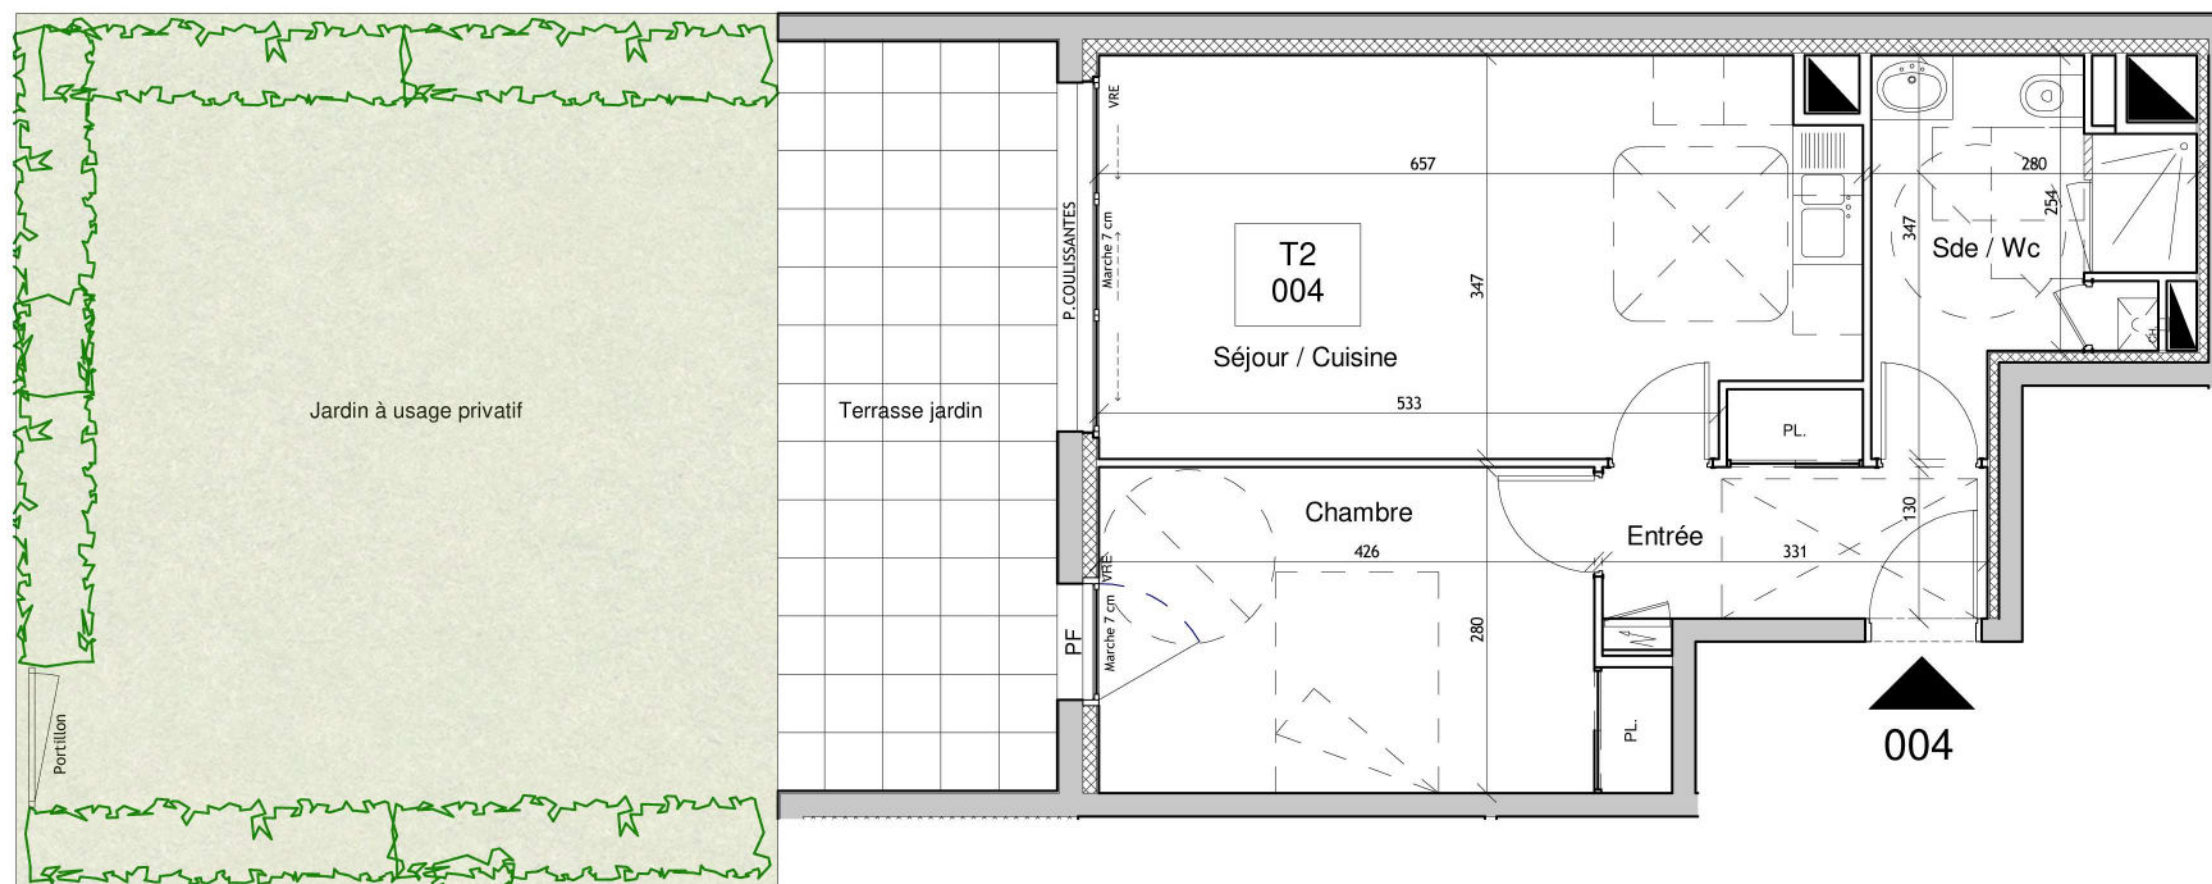 VRE
657
280
254
P.COULISSANTES
Marche 7 cm
347
347
T2
004
Sde / Wc
CH.
Séjour / Cuisine
Jardin à usage privatif
Terrasse jardin
533
PL.
Chambre
Entrée
130
VRE
426
331
PF
Marche 7 cm
280
PL.
Portillon
004